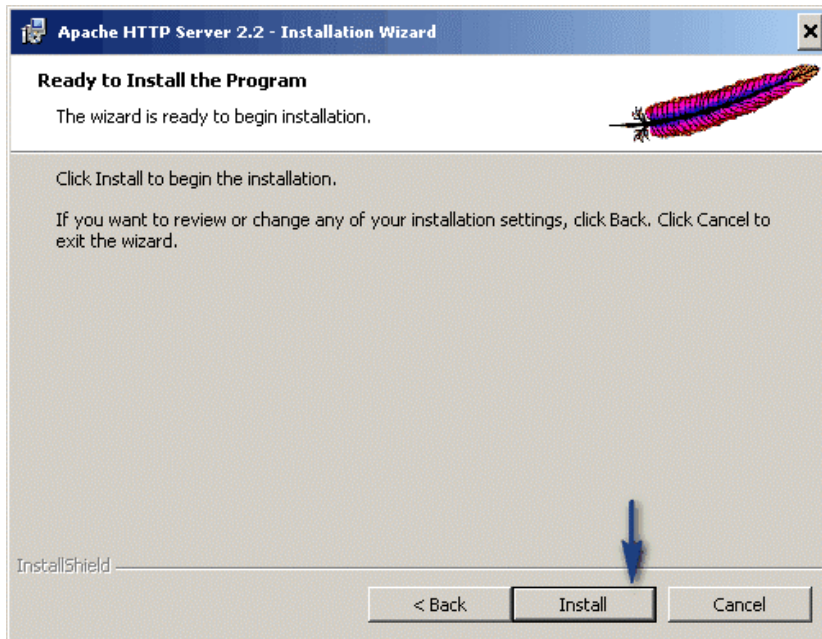 Apache HTTP Server 2.2 - Installation Wizard
Ready to Install the Program
The wizard is ready to begin installation.
Click Install to begin the installation.
If you want to review or change any of your installation settings, click Back. Click Cancel to
exit the wizard.
InstallShield
< Back
Install
Cancel